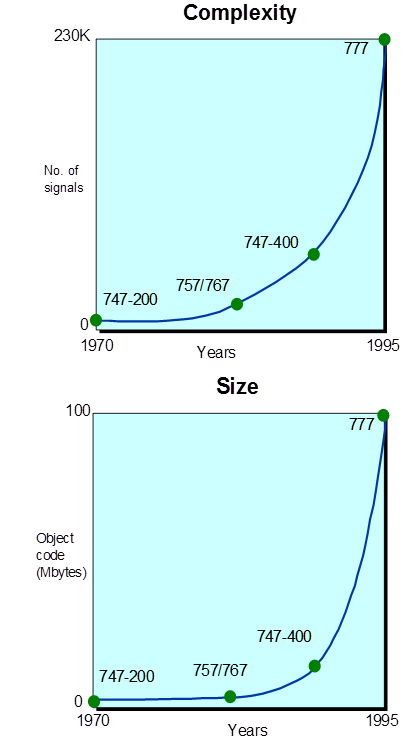 Complexity
230K
777
No. of
signals
747-400
757/767
747-200
0
1970
Years
1995
Size
100
777
Object
code
(Mbytes)
747-400
757/767
747-200
0
1970
Years
1995